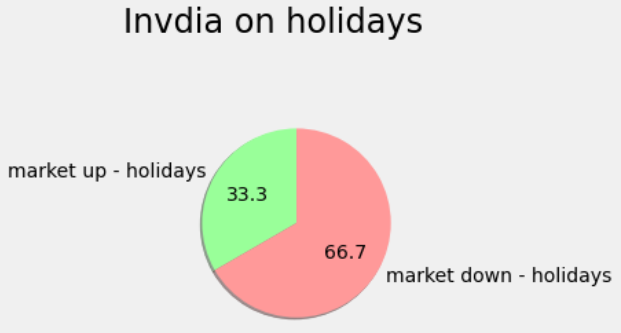 Invdia on holidays
market up - holidays
33.3
66.7
market down - holidays